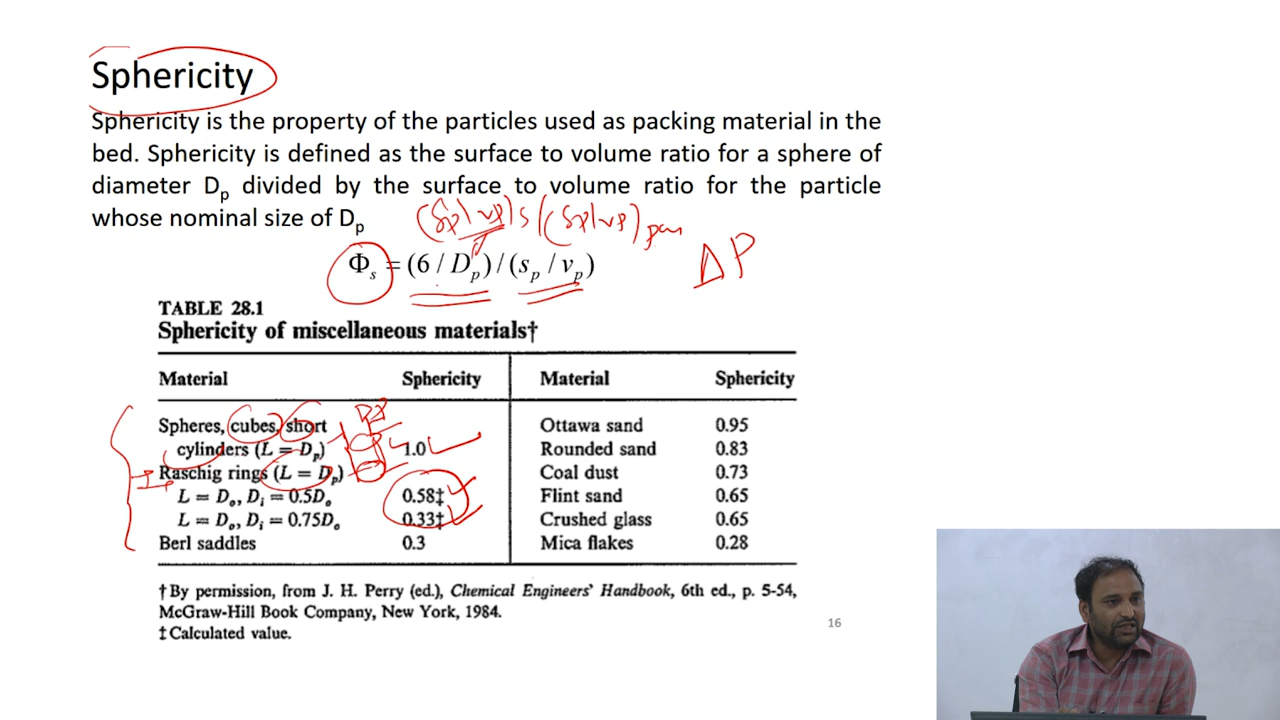 Sphericity
Sphericity is the property of the particles used as packing material in the
bed. Sphericity is defined as the surface to volume ratio for a sphere of
diameter Dp divided by the surface to volume ratio for the particle
whose nominal size of Dp
(Sp|vp)s|(Sp|vp)par
Φs = (6 / Dp) / (sp / vp)
ΔP
TABLE 28.1
Sphericity of miscellaneous materials†
Material Sphericity Material Sphericity
Spheres, cubes, short Ottawa sand 0.95
cylinders (L = Dp) 1.0 Rounded sand 0.83
Raschig rings (L = Dp) Coal dust 0.73
L = Do, Di = 0.5Do 0.58‡ Flint sand 0.65
L = Do, Di = 0.75Do 0.33‡ Crushed glass 0.65
Berl saddles 0.3 Mica flakes 0.28
†By permission, from J. H. Perry (ed.), Chemical Engineers' Handbook, 6th ed., p. 5-54,
McGraw-Hill Book Company, New York, 1984.
‡Calculated value.
16